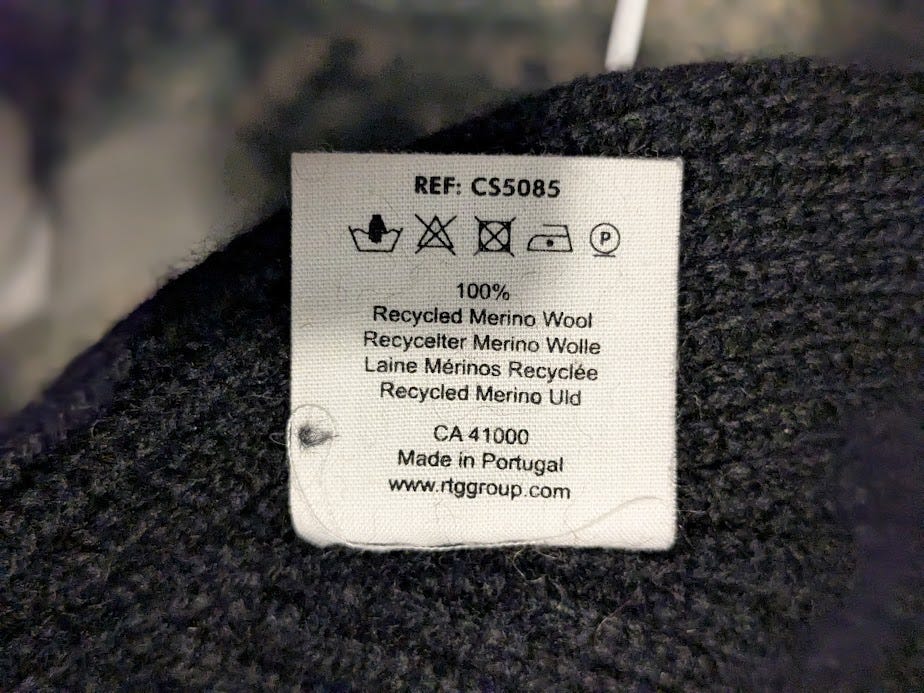 REF: CS5085
P
100%
Recycled Merino Wool
Recycelter Merino Wolle
Laine Mérinos Recyclée
Recycled Merino Uld
CA 41000
Made in Portugal
www.rtggroup.com